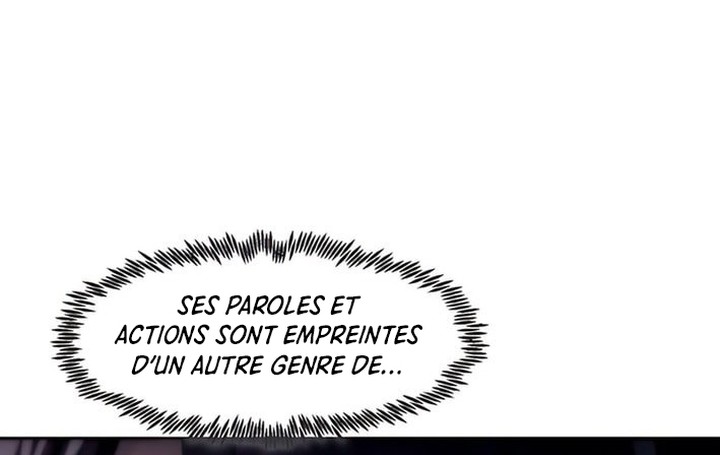 SES PAROLES ET
ACTIONS SONT EMPREINTES
D'UN AUTRE GENRE DE...